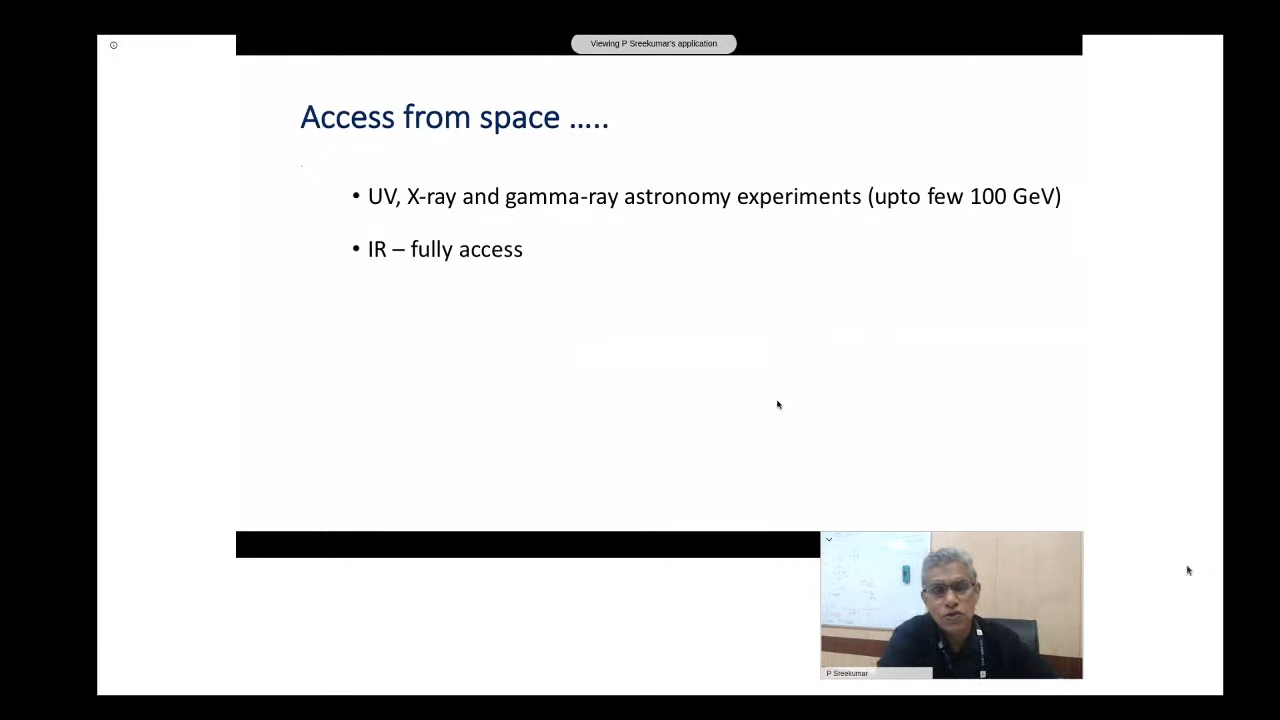 Viewing P Sreekumar's application
Access from space .....
• UV, X-ray and gamma-ray astronomy experiments (upto few 100 GeV)
• IR – fully access
P Sreekumar